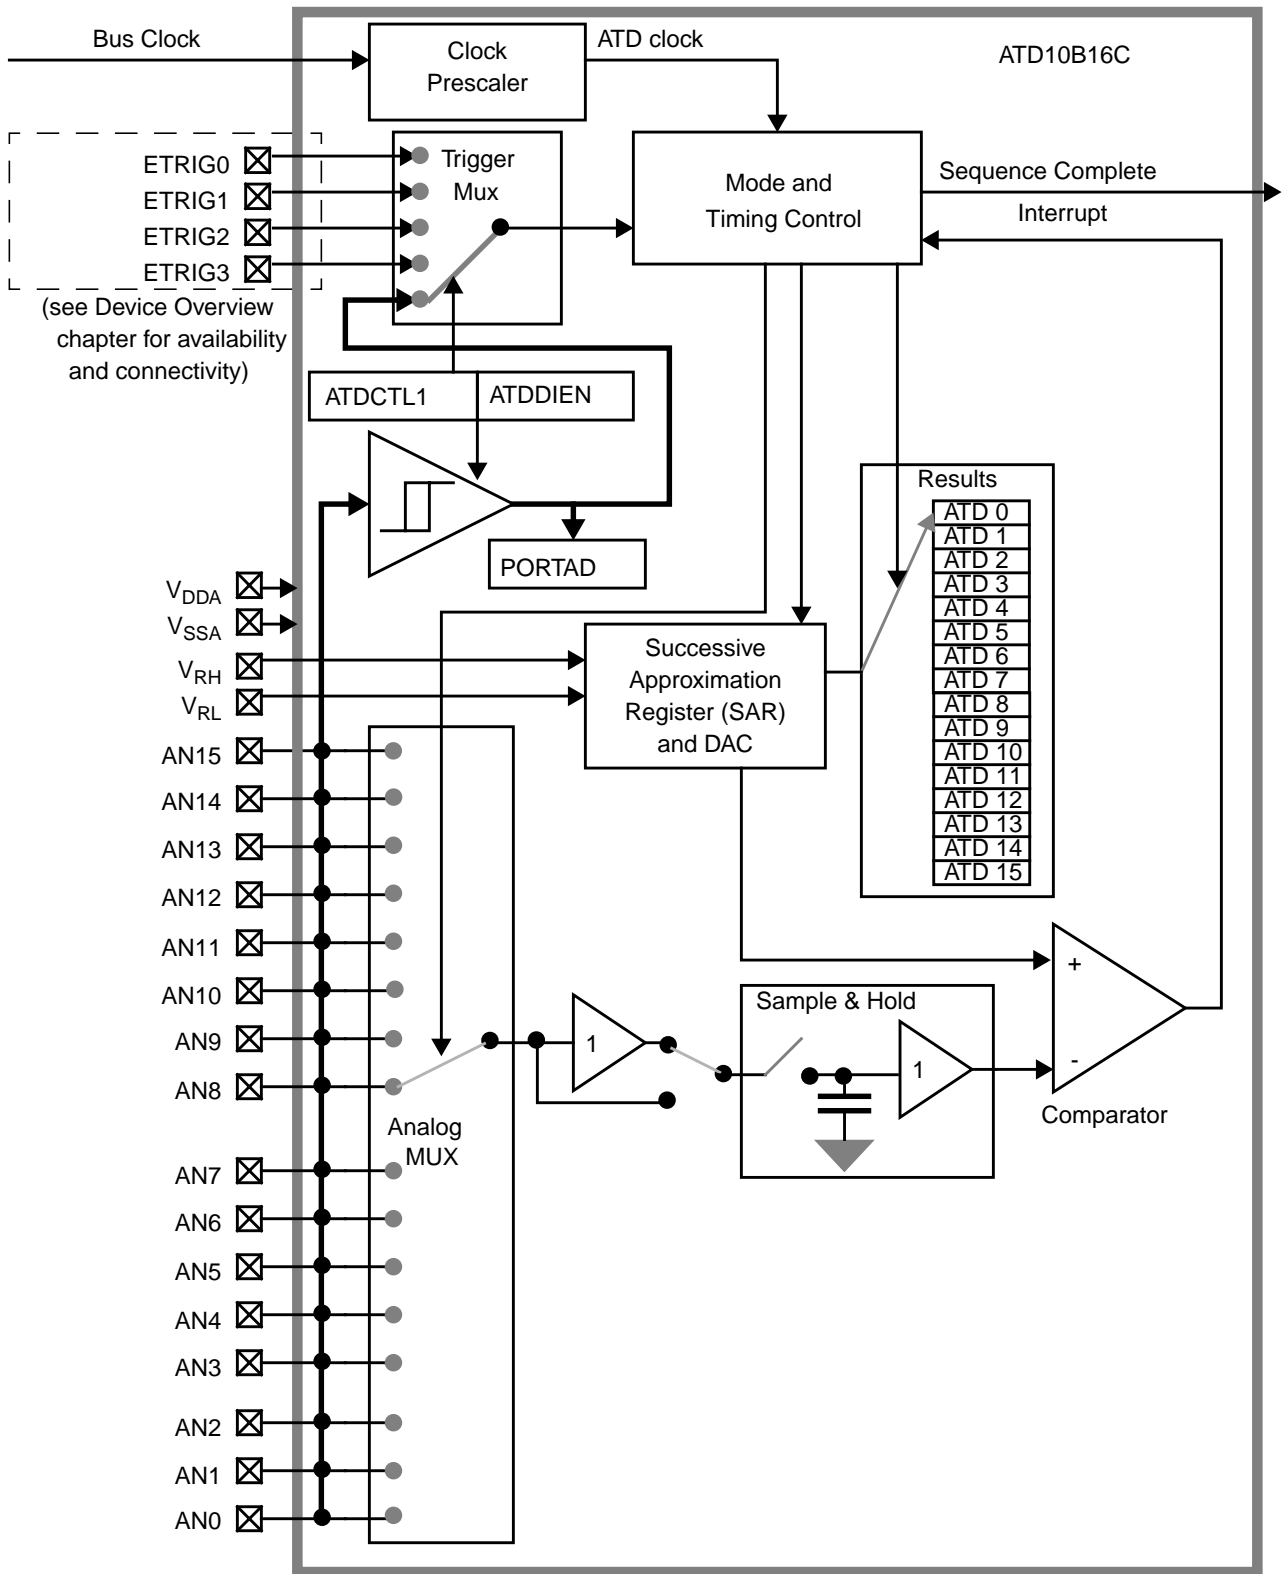 Bus Clock
Clock
Prescaler
ATD clock
ATD10B16C
ETRIG0
ETRIG1
ETRIG2
ETRIG3
(see Device Overview
chapter for availability
and connectivity)
Trigger
Mux
Mode and
Timing Control
Sequence Complete
Interrupt
ATDCTL1
ATDDIEN
PORTAD
Results
ATD 0
ATD 1
ATD 2
ATD 3
ATD 4
ATD 5
ATD 6
ATD 7
ATD 8
ATD 9
ATD 10
ATD 11
ATD 12
ATD 13
ATD 14
ATD 15
VDDA
VSSA
VRH
VRL
Successive
Approximation
Register (SAR)
and DAC
AN15
AN14
AN13
AN12
AN11
AN10
AN9
AN8
AN7
AN6
AN5
AN4
AN3
AN2
AN1
AN0
Analog
MUX
1
Sample & Hold
1
+
-
Comparator